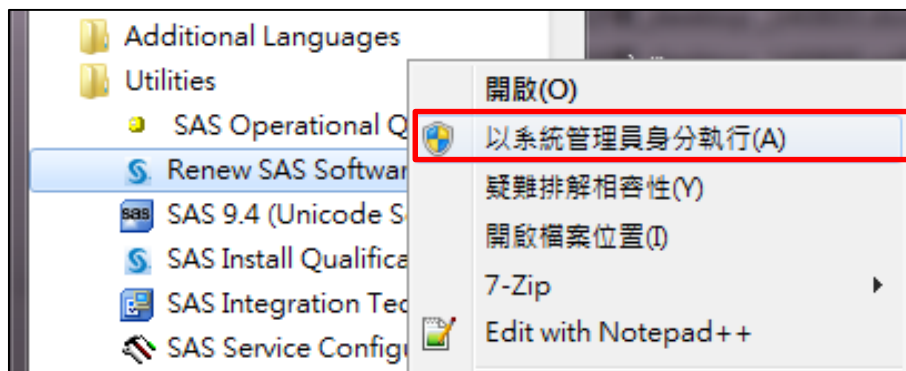 Additional Languages
Utilities
SAS Operational Q
Renew SAS Softwar
SAS 9.4 (Unicode S
SAS Install Qualifica
SAS Integration Tec
SAS Service Config
開啟(O)
以系統管理員身分執行(A)
疑難排解相容性(Y)
開啟檔案位置(I)
7-Zip
Edit with Notepad++